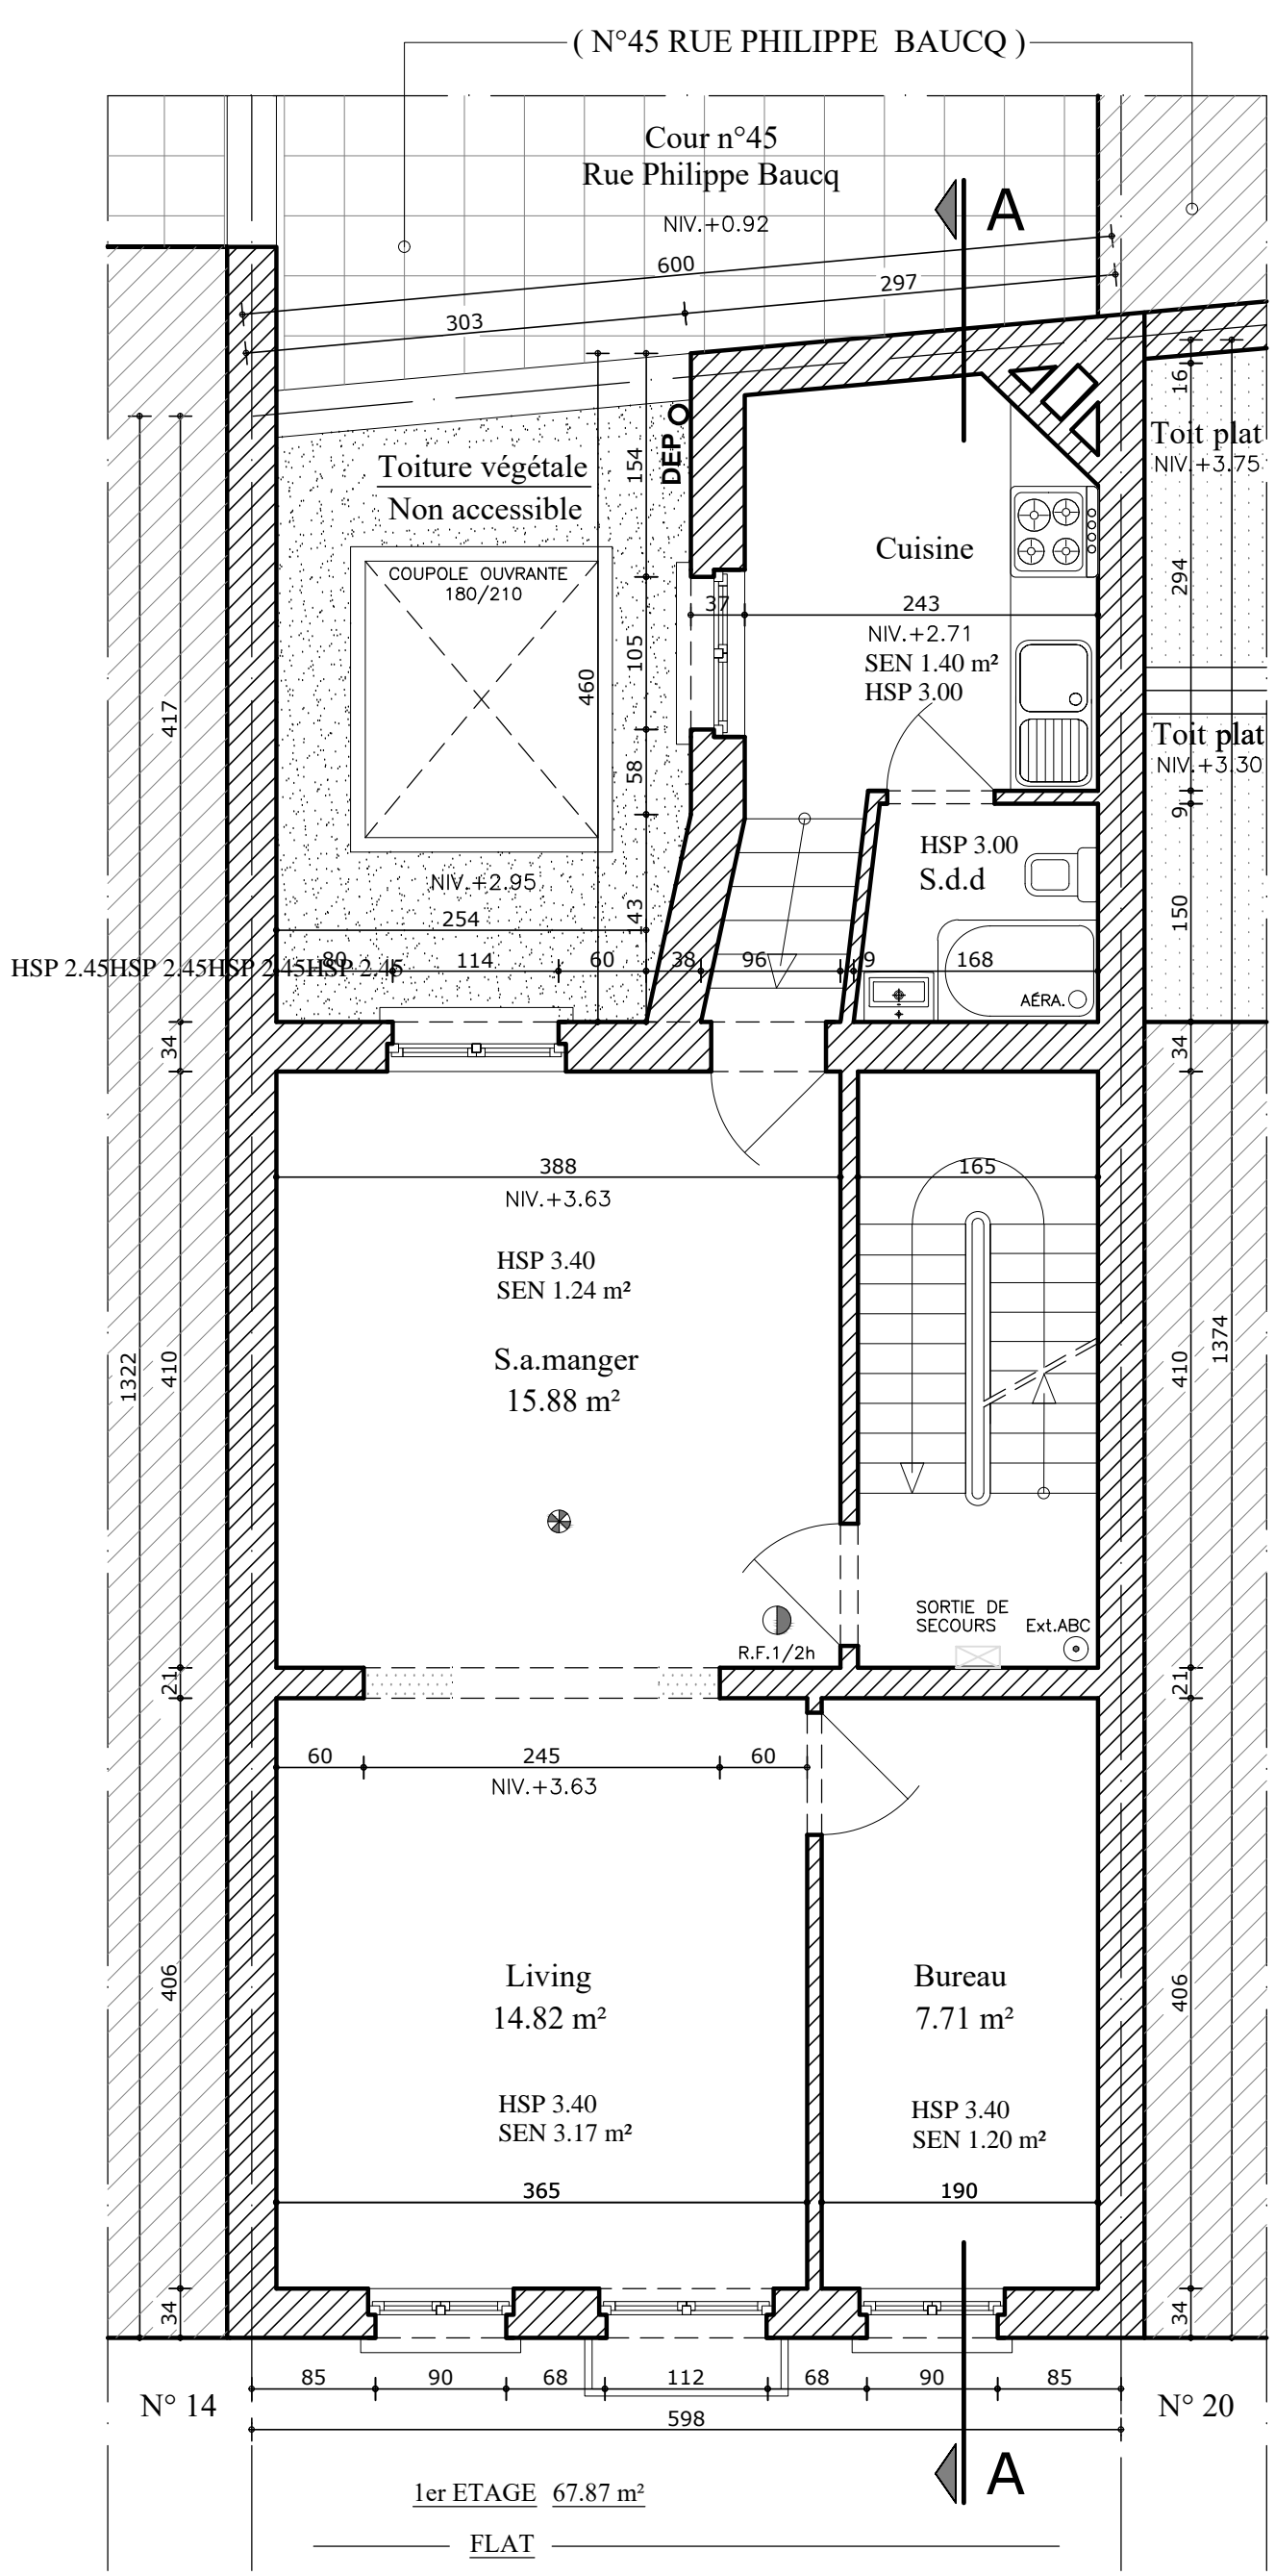 ( N°45 RUE PHILIPPE BAUCQ )
Cour n°45
Rue Philippe Baucq
NIV.+0.92
A
600
297
303
16
Toit plat
NIV.+3.75
DEP
154
Toiture végétale
Non accessible
Cuisine
COUPOLE OUVRANTE
180/210
37
243
294
NIV.+2.71
SEN 1.40 m²
HSP 3.00
105
460
417
58
Toit plat
NIV.+3.30
9
HSP 3.00
S.d.d
NIV.+2.95
254
143
150
HSP 2.45HSP 2.45HSP 2.45HSP 2.45
80
114
60
38
96
9
168
AÉRA.
34
34
388
165
NIV.+3.63
HSP 3.40
SEN 1.24 m²
S.a.manger
15.88 m²
1322
410
410
1374
SORTIE DE
SECOURS
Ext.ABC
R.F.1/2h
21
21
60
245
60
NIV.+3.63
406
406
Living
14.82 m²
Bureau
7.71 m²
HSP 3.40
SEN 3.17 m²
HSP 3.40
SEN 1.20 m²
365
190
34
34
85
90
68
112
68
90
85
N° 14
N° 20
598
A
1er ETAGE 67.87 m²
FLAT